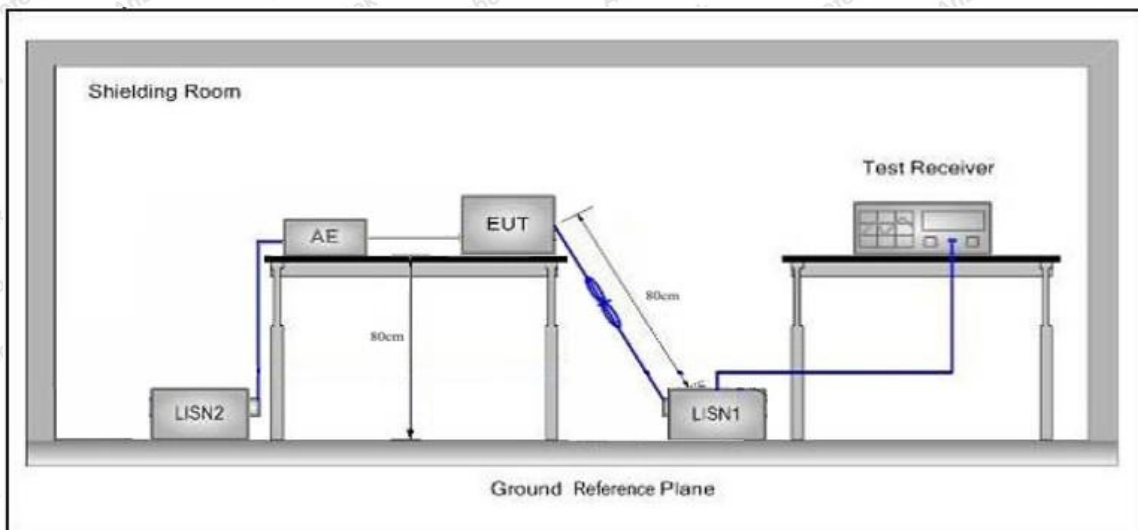 Shielding Room
Test Receiver
EUT
AE
80cm
80cm
LISN2
LISN1
Ground Reference Plane